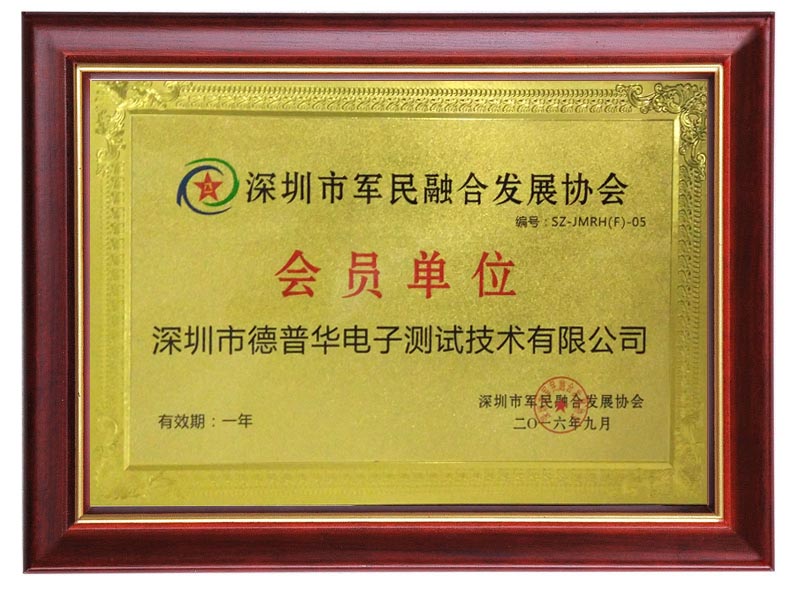 深圳市军民融合发展协会
编号：SZ-JMRH(F)-05
会员单位
深圳市德普华电子测试技术有限公司
有效期：一年
深圳市军民融合发展协会
二〇一六年九月